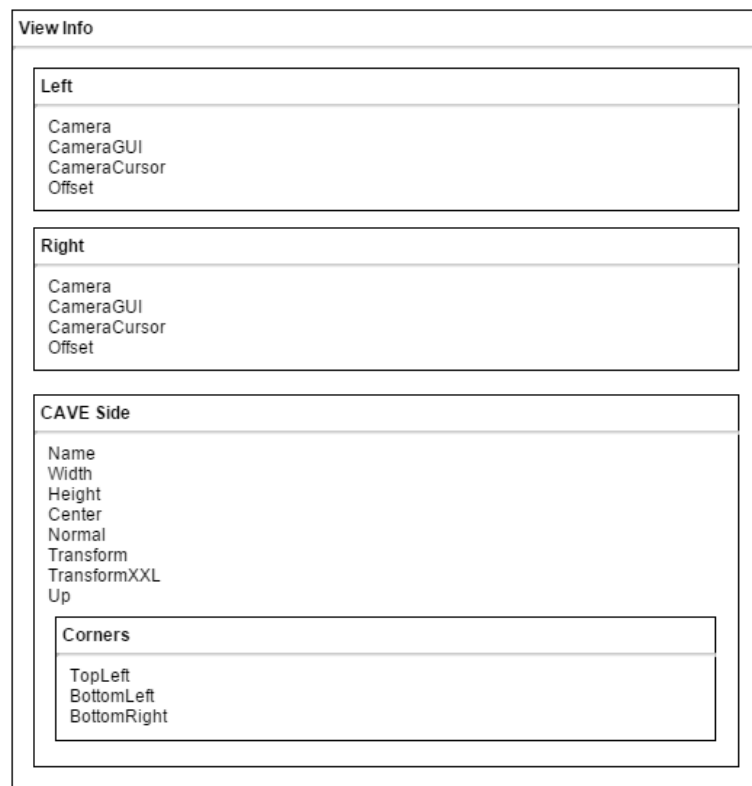 View Info
Left
Camera
CameraGUI
CameraCursor
Offset
Right
Camera
CameraGUI
CameraCursor
Offset
CAVE Side
Name
Width
Height
Center
Normal
Transform
TransformXXL
Up
Corners
TopLeft
BottomLeft
BottomRight